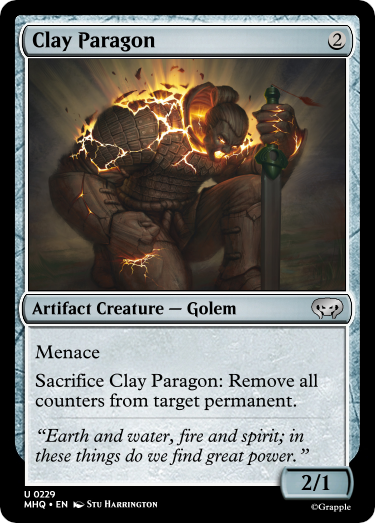 Clay Paragon 2
Artifact Creature — Golem
Menace
Sacrifice Clay Paragon: Remove all
counters from target permanent.
“Earth and water, fire and spirit; in
these things do we find great power.”
2/1
U 0229
MHQ • EN Stu Harrington
©Grapple